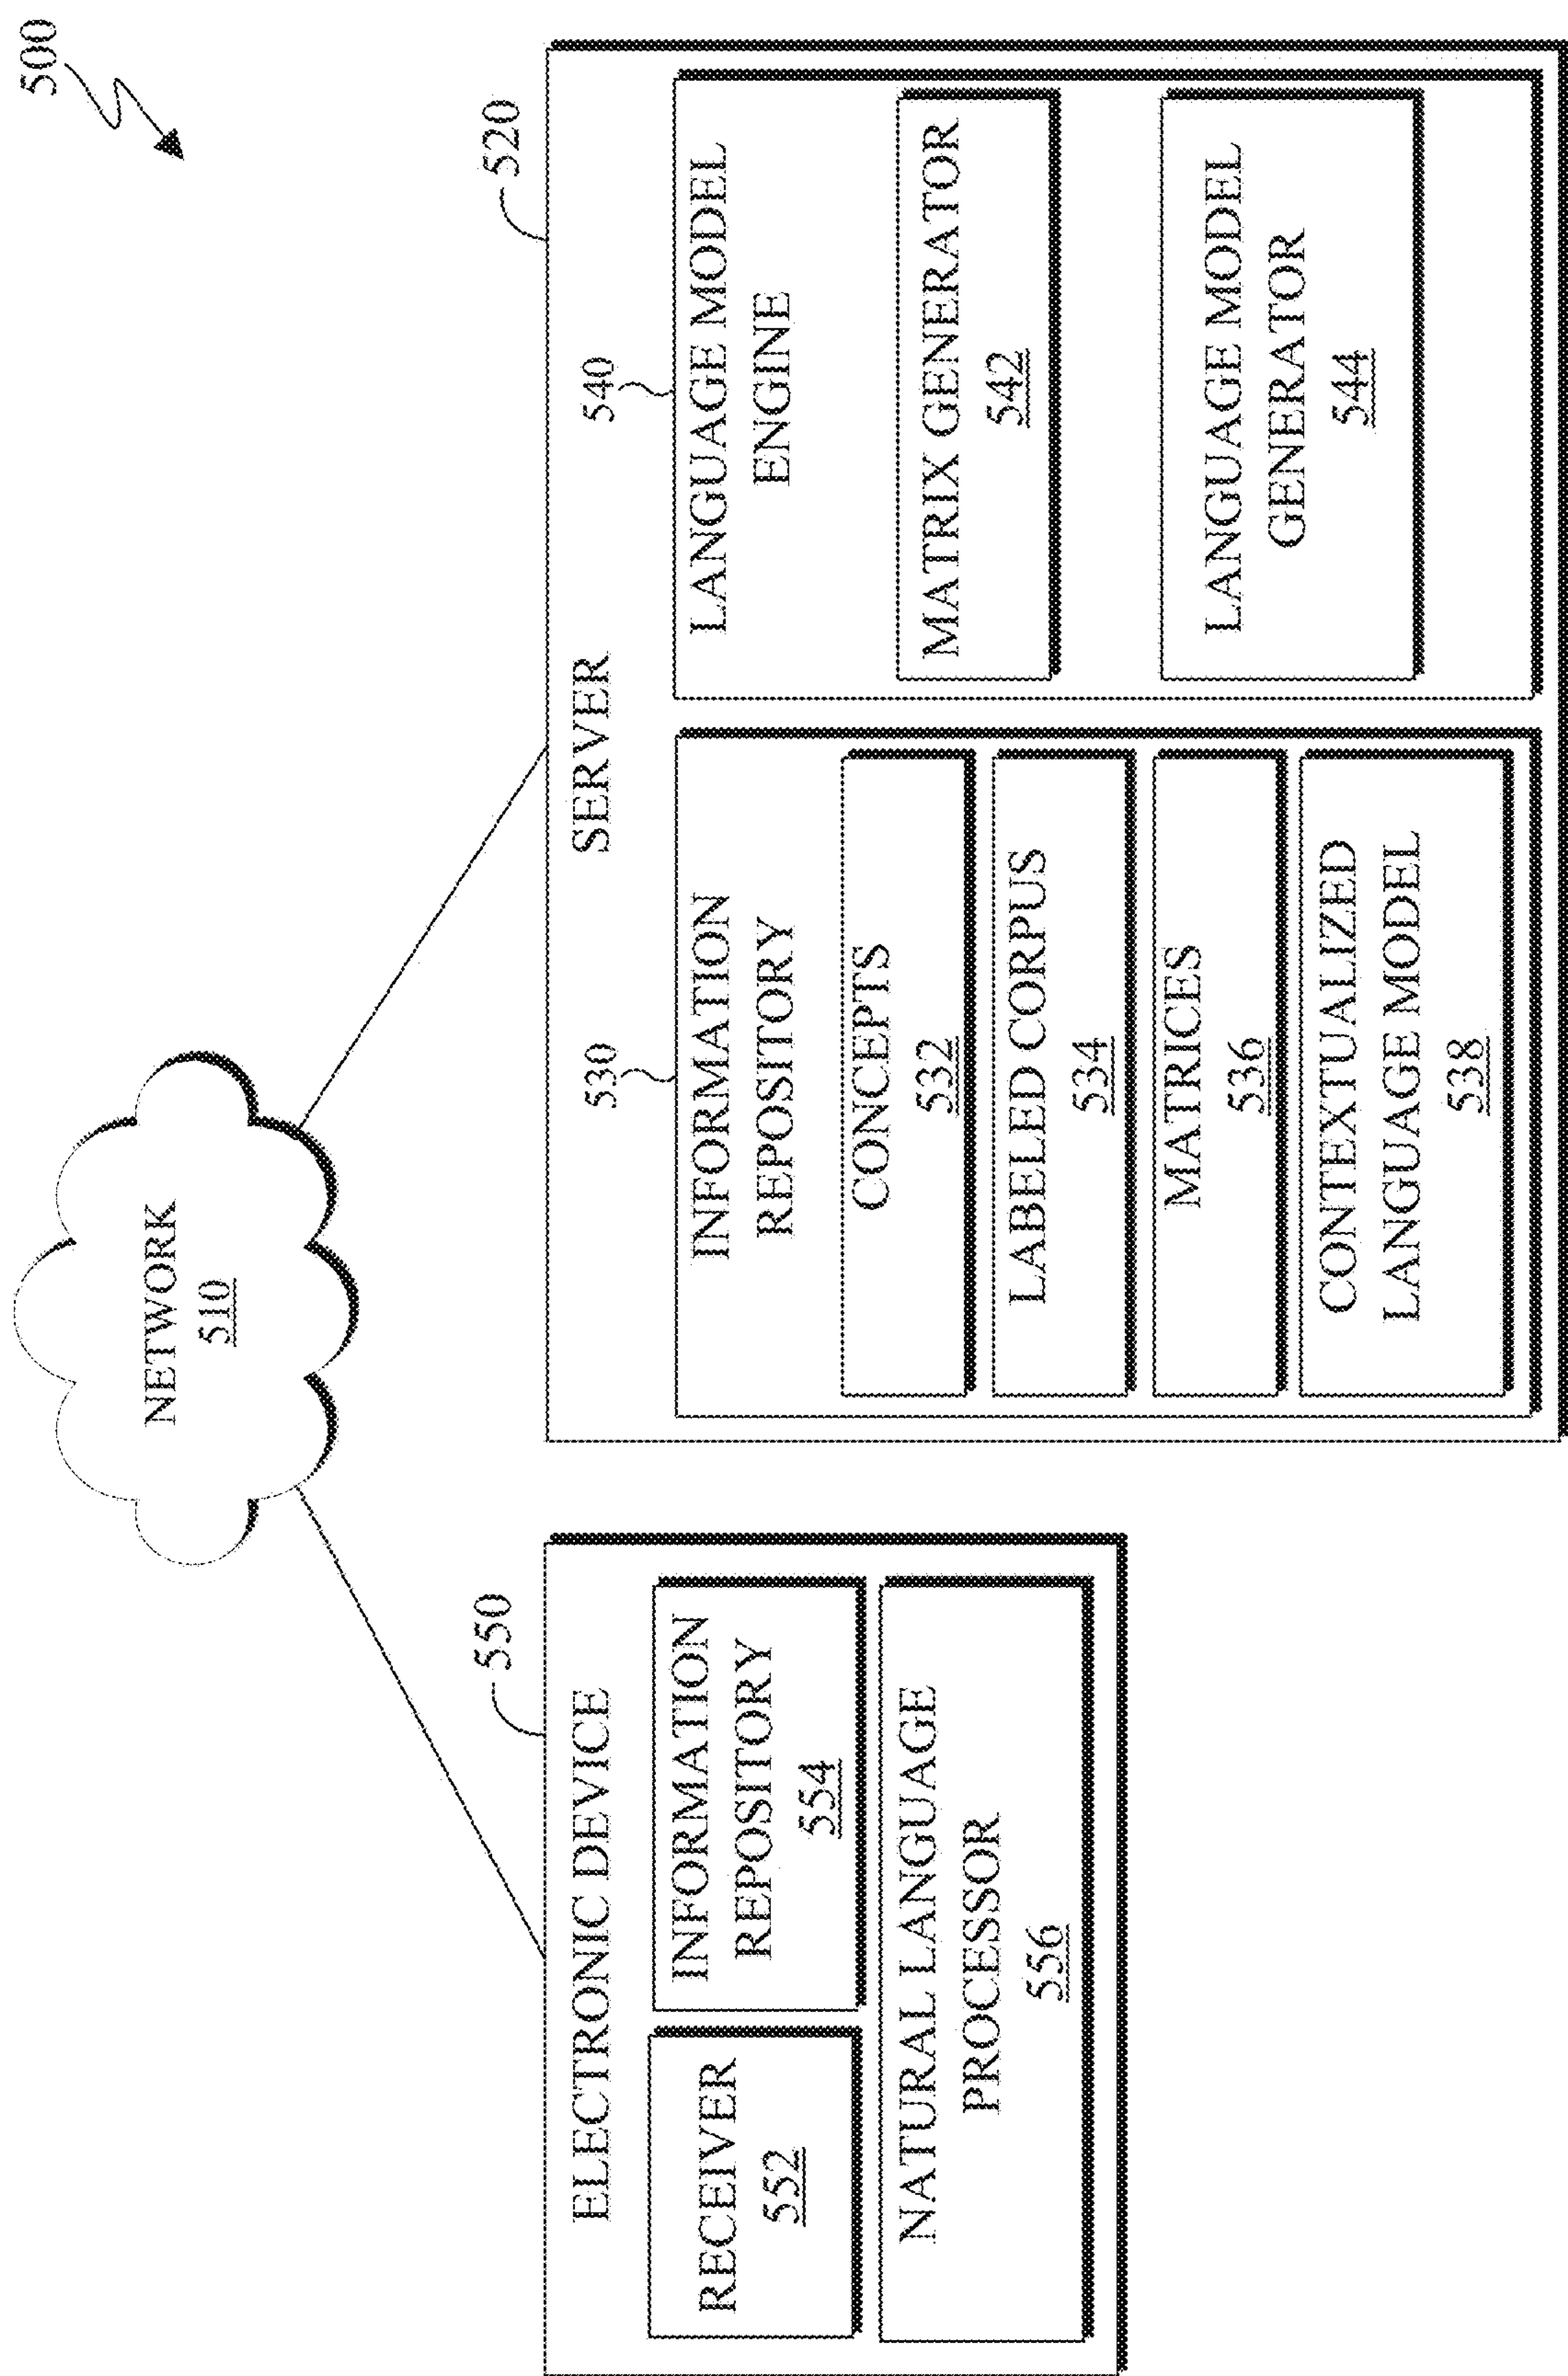 500
NETWORK
510
550
ELECTRONIC DEVICE
RECEIVER
552
INFORMATION
REPOSITORY
554
NATURAL LANGUAGE
PROCESSOR
556
520
SERVER
530
INFORMATION
REPOSITORY
CONCEPTS
532
LABELED CORPUS
534
MATRICES
536
CONTEXTUALIZED
LANGUAGE MODEL
538
540
LANGUAGE MODEL
ENGINE
MATRIX GENERATOR
542
LANGUAGE MODEL
GENERATOR
544